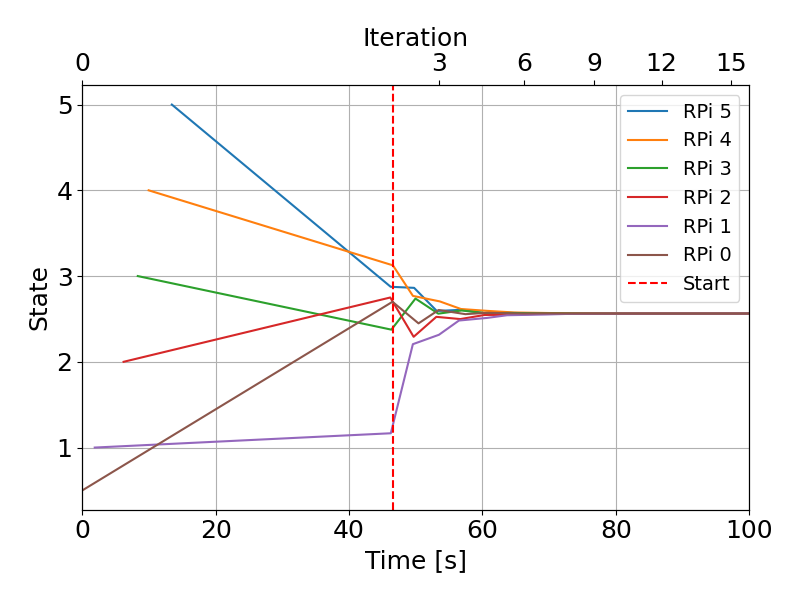 Iteration
0 3 6 9 12 15
5
4
3
2
1
State
RPi 5
RPi 4
RPi 3
RPi 2
RPi 1
RPi 0
Start
0 20 40 60 80 100
Time [s]